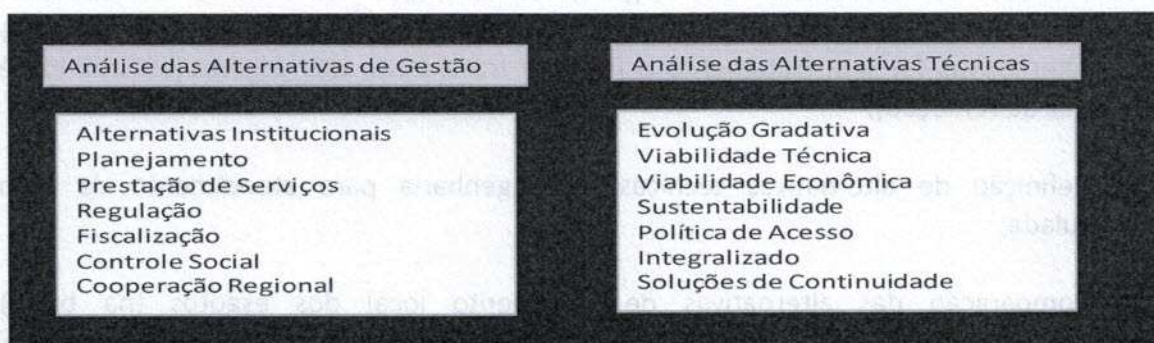 Análise das Alternativas de Gestão
Alternativas Institucionais
Planejamento
Prestação de Serviços
Regulação
Fiscalização
Controle Social
Cooperação Regional
Análise das Alternativas Técnicas
Evolução Gradativa
Viabilidade Técnica
Viabilidade Econômica
Sustentabilidade
Política de Acesso
Integralizado
Soluções de Continuidade